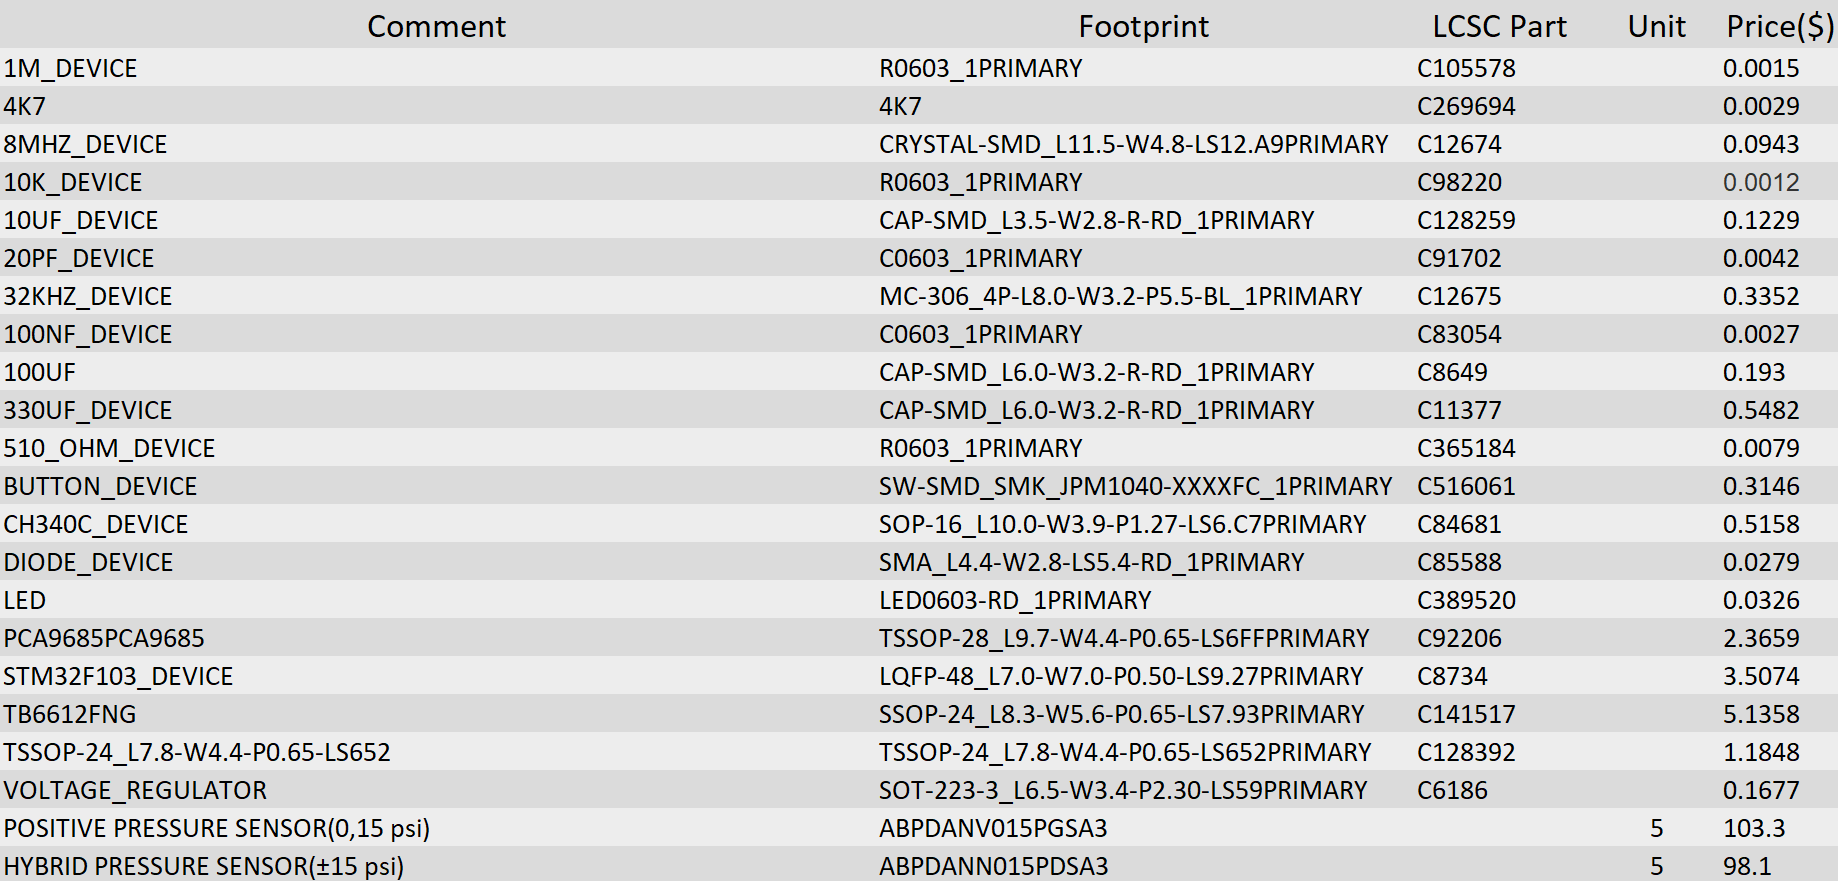 Comment Footprint LCSC Part Unit Price($)
1M_DEVICE R0603_1PRIMARY C105578 0.0015
4K7 4K7 C269694 0.0029
8MHZ_DEVICE CRYSTAL-SMD_L11.5-W4.8-LS12.A9PRIMARY C12674 0.0943
10K_DEVICE R0603_1PRIMARY C98220 0.0012
10UF_DEVICE CAP-SMD_L3.5-W2.8-R-RD_1PRIMARY C128259 0.1229
20PF_DEVICE C0603_1PRIMARY C91702 0.0042
32KHZ_DEVICE MC-306_4P-L8.0-W3.2-P5.5-BL_1PRIMARY C12675 0.3352
100NF_DEVICE C0603_1PRIMARY C83054 0.0027
100UF CAP-SMD_L6.0-W3.2-R-RD_1PRIMARY C8649 0.193
330UF_DEVICE CAP-SMD_L6.0-W3.2-R-RD_1PRIMARY C11377 0.5482
510_OHM_DEVICE R0603_1PRIMARY C365184 0.0079
BUTTON_DEVICE SW-SMD_SMK_JPM1040-XXXXFC_1PRIMARY C516061 0.3146
CH340C_DEVICE SOP-16_L10.0-W3.9-P1.27-LS6.C7PRIMARY C84681 0.5158
DIODE_DEVICE SMA_L4.4-W2.8-LS5.4-RD_1PRIMARY C85588 0.0279
LED LED0603-RD_1PRIMARY C389520 0.0326
PCA9685PCA9685 TSSOP-28_L9.7-W4.4-P0.65-LS6FFPRIMARY C92206 2.3659
STM32F103_DEVICE LQFP-48_L7.0-W7.0-P0.50-LS9.27PRIMARY C8734 3.5074
TB6612FNG SSOP-24_L8.3-W5.6-P0.65-LS7.93PRIMARY C141517 5.1358
TSSOP-24_L7.8-W4.4-P0.65-LS652 TSSOP-24_L7.8-W4.4-P0.65-LS652PRIMARY C128392 1.1848
VOLTAGE_REGULATOR SOT-223-3_L6.5-W3.4-P2.30-LS59PRIMARY C6186 0.1677
POSITIVE PRESSURE SENSOR(0,15 psi) ABPDANV015PGSA3 5 103.3
HYBRID PRESSURE SENSOR(±15 psi) ABPDANN015PDSA3 5 98.1